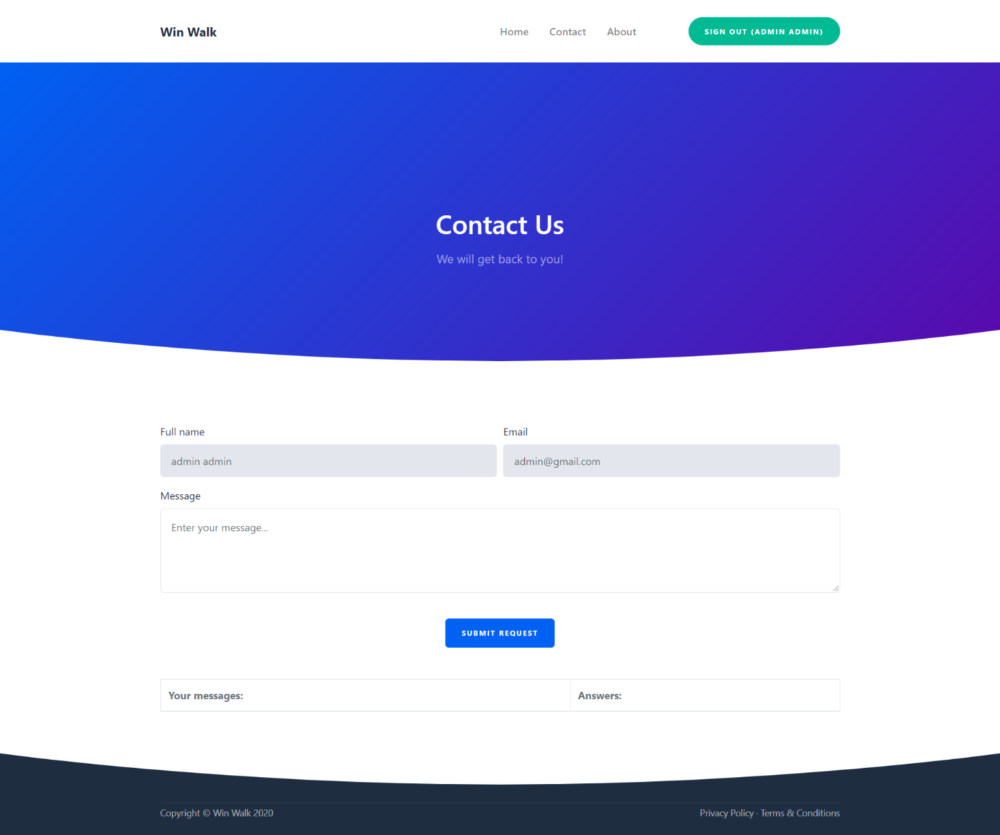 Win Walk
Home Contact About
SIGN OUT (ADMIN ADMIN)
Contact Us
We will get back to you!
Full name
admin admin
Email
admin@gmail.com
Message
Enter your message...
SUBMIT REQUEST
Your messages:
Answers:
Copyright © Win Walk 2020
Privacy Policy · Terms & Conditions